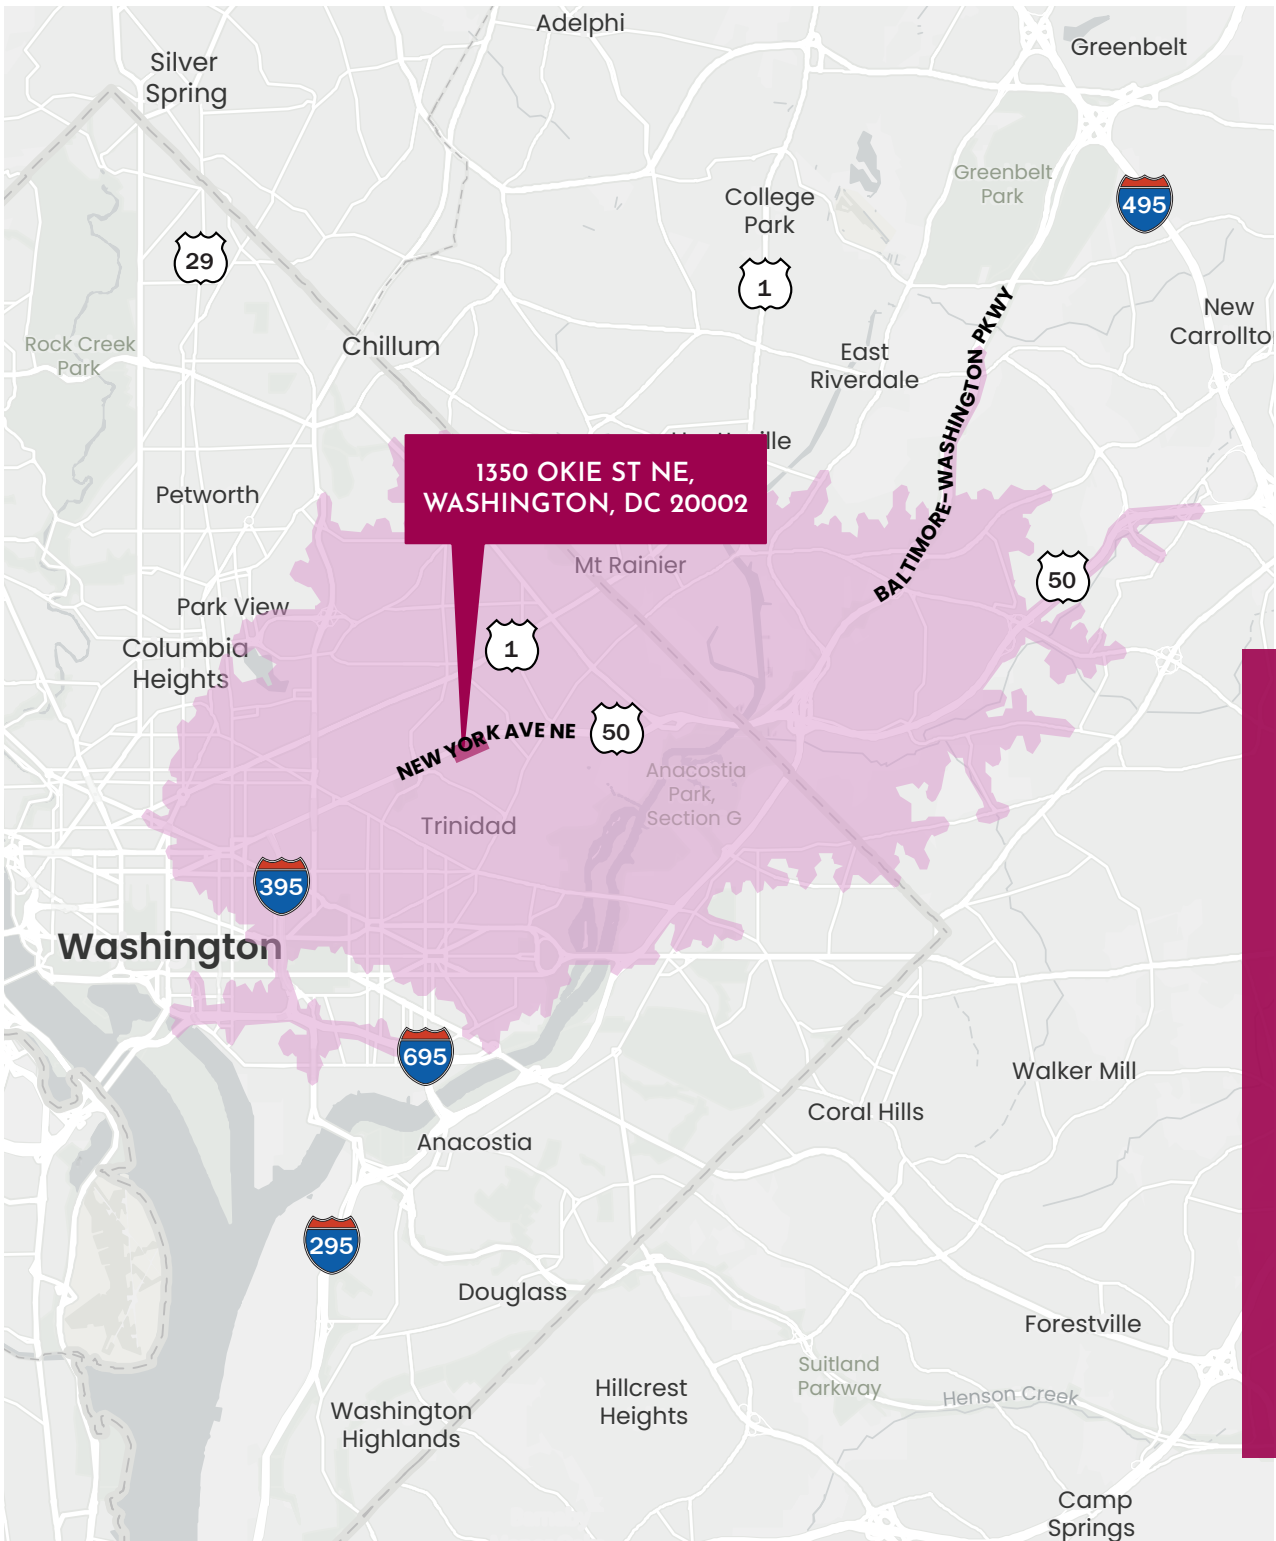 Adelphi
Silver
Spring
Greenbelt
Greenbelt
Park
495
College
Park
29
1
New
Rock Creek
Park
Chillum
East
Riverdale
BALTIMORE-WASHINGTON PKWY
1350 OKIE ST NE,
WASHINGTON, DC 20002
Petworth
Mt Rainier
50
Park View
Columbia
Heights
1
NEW YORK AVE NE
50
Anacostia
Park,
Section G
Trinidad
395
Washington
695
Walker Mill
Coral Hills
Anacostia
295
Douglass
Forestville
Suitland
Parkway
Hillcrest
Heights
Henson Creek
Washington
Highlands
Camp
Springs